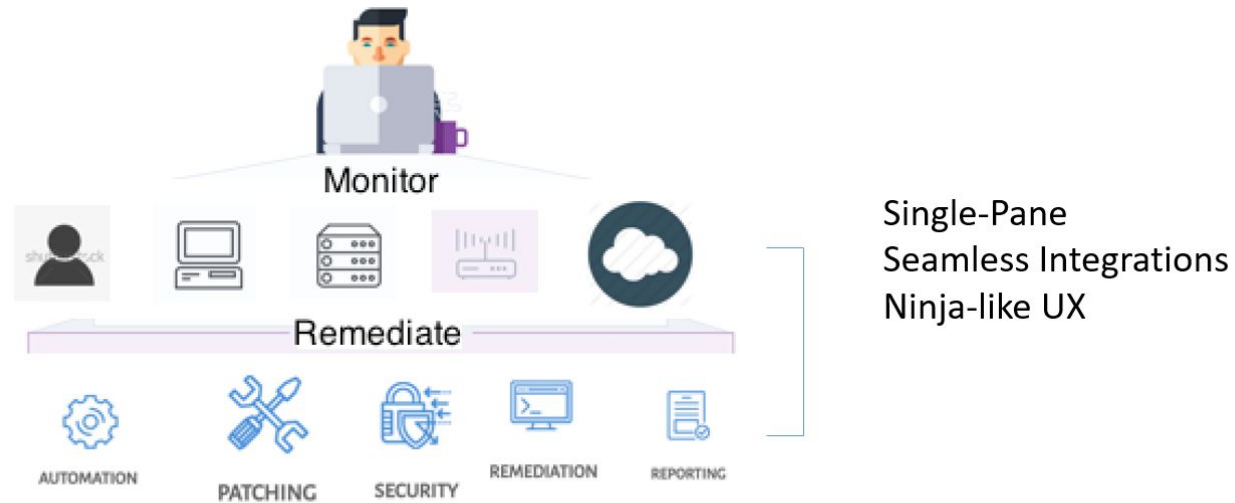 Monitor
Single-Pane
Seamless Integrations
Ninja-like UX
Remediate
AUTOMATION
PATCHING
SECURITY
REMEDIATION
REPORTING